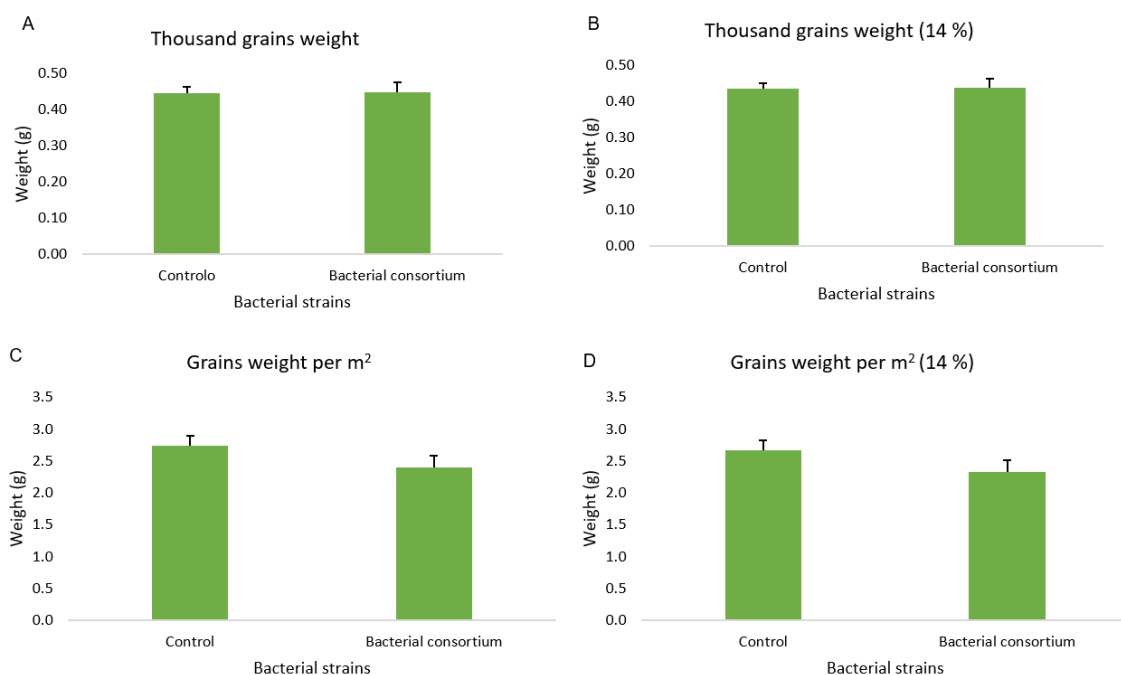 A
Thousand grains weight
0.50
0.40
0.30
0.20
0.10
0.00
Weight (g)
Controlo
Bacterial consortium
Bacterial strains
B
Thousand grains weight (14 %)
0.50
0.40
0.30
0.20
0.10
0.00
Weight (g)
Control
Bacterial consortium
Bacterial strains
C
Grains weight per m²
3.5
3.0
2.5
2.0
1.5
1.0
0.5
0.0
Weight (g)
Control
Bacterial consortium
Bacterial strains
D
Grains weight per m² (14 %)
3.5
3.0
2.5
2.0
1.5
1.0
0.5
0.0
Weight (g)
Control
Bacterial consortium
Bacterial strains